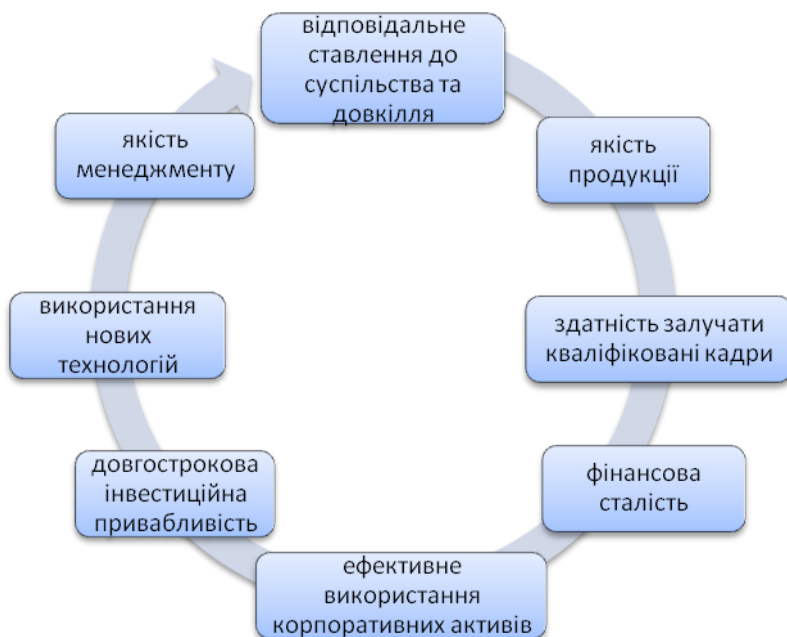 відповідальне
ставлення до
суспільства та
довкілля
якість
продукції
здатність залучати
кваліфіковані кадри
фінансова
сталість
ефективне
використання
корпоративних активів
довгострокова
інвестиційна
привабливість
використання
нових
технологій
якість
менеджменту